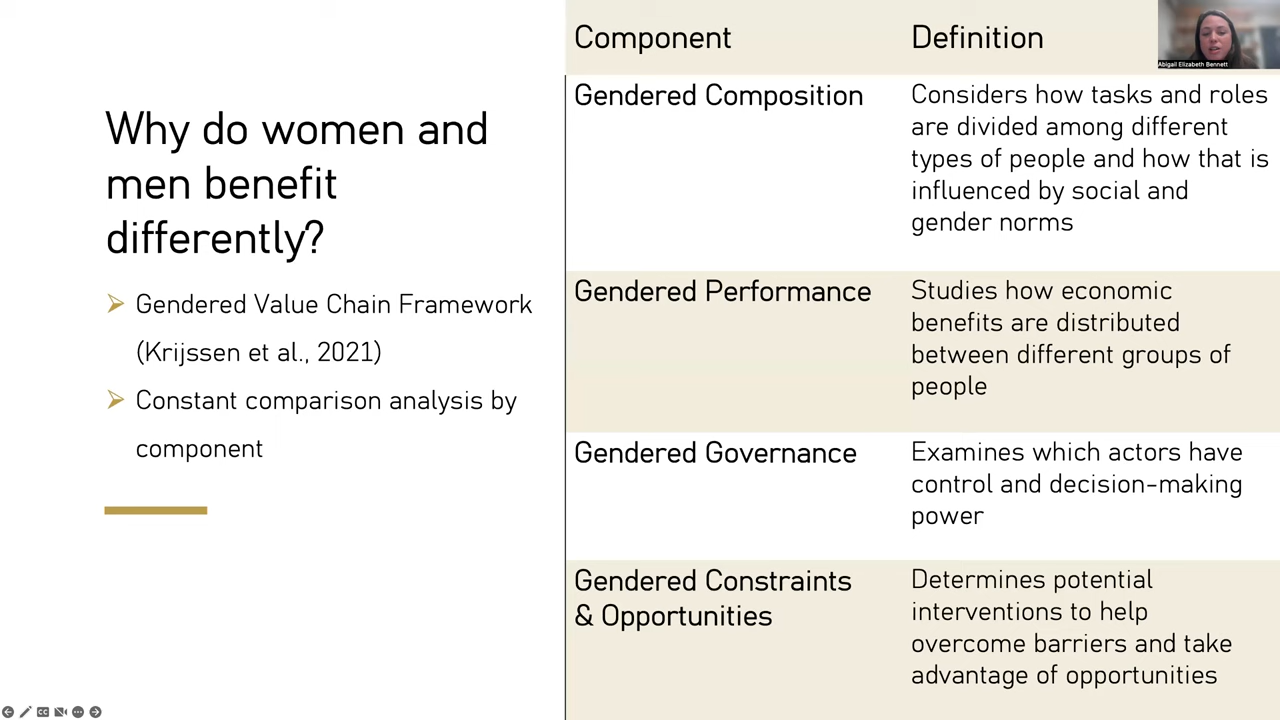 Why do women and
men benefit
differently?
Gendered Value Chain Framework
(Krijssen et al., 2021)
Constant comparison analysis by
component
Component Definition
Gendered Composition
Considers how tasks and roles
are divided among different
types of people and how that is
influenced by social and
gender norms
Gendered Performance
Studies how economic
benefits are distributed
between different groups of
people
Gendered Governance
Examines which actors have
control and decision-making
power
Gendered Constraints
& Opportunities
Determines potential
interventions to help
overcome barriers and take
advantage of opportunities
Abigail Elizabeth Bennett
CC